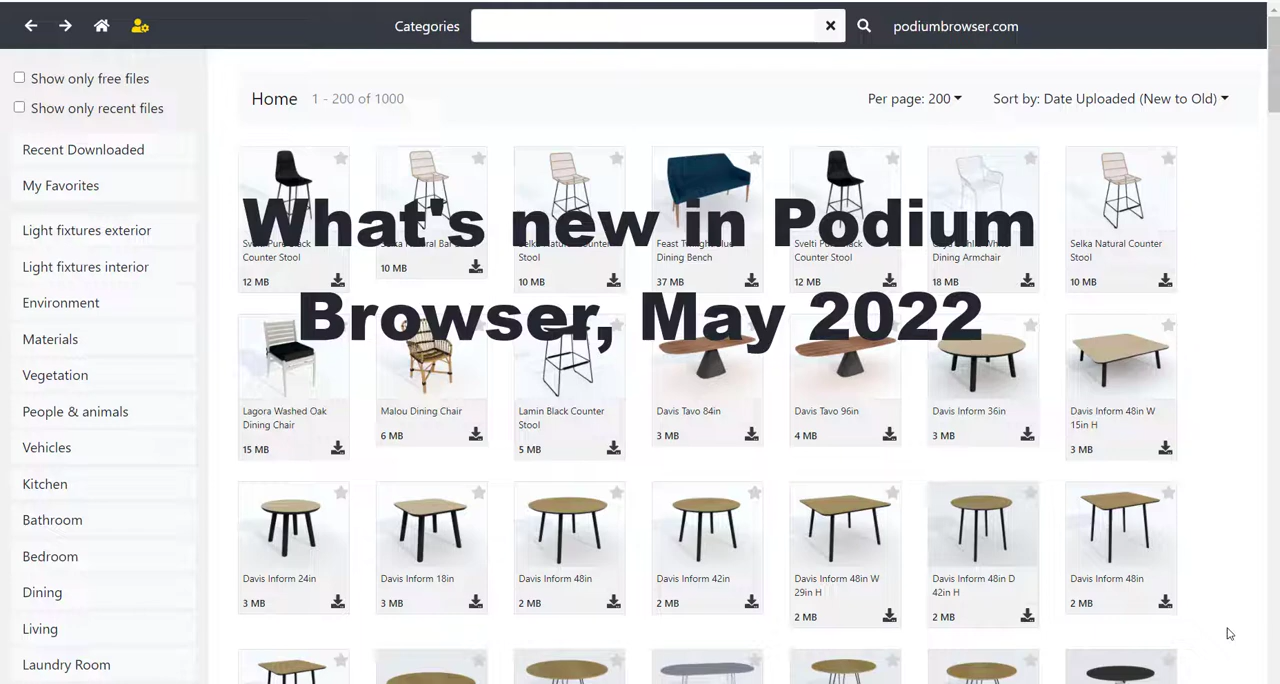 Categories
podiumbrowser.com
Show only free files
Show only recent files
Recent Downloaded
My Favorites
Light fixtures exterior
Light fixtures interior
Environment
Materials
Vegetation
People & animals
Vehicles
Kitchen
Bathroom
Bedroom
Dining
Living
Laundry Room
Home 1 - 200 of 1000
Per page: 200
Sort by: Date Uploaded (New to Old)
What's new in Podium
Browser, May 2022
Counter Stool
12 MB
10 MB
Stool
10 MB
Dining Bench
37 MB
Counter Stool
12 MB
Dining Armchair
18 MB
Selka Natural Counter
Stool
10 MB
Lagora Washed Oak
Dining Chair
15 MB
Malou Dining Chair
6 MB
Lamin Black Counter
Stool
5 MB
Davis Tavo 84in
3 MB
Davis Tavo 96in
4 MB
Davis Inform 36in
3 MB
Davis Inform 48in W
15in H
3 MB
Davis Inform 24in
3 MB
Davis Inform 18in
3 MB
Davis Inform 48in
2 MB
Davis Inform 42in
2 MB
Davis Inform 48in W
29in H
2 MB
Davis Inform 48in D
42in H
2 MB
Davis Inform 48in
2 MB